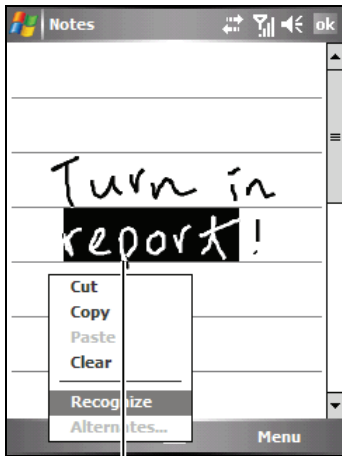 Notes ok
Turn in
report!
Cut
Copy
Paste
Clear
Recognize
Alternates...
Menu